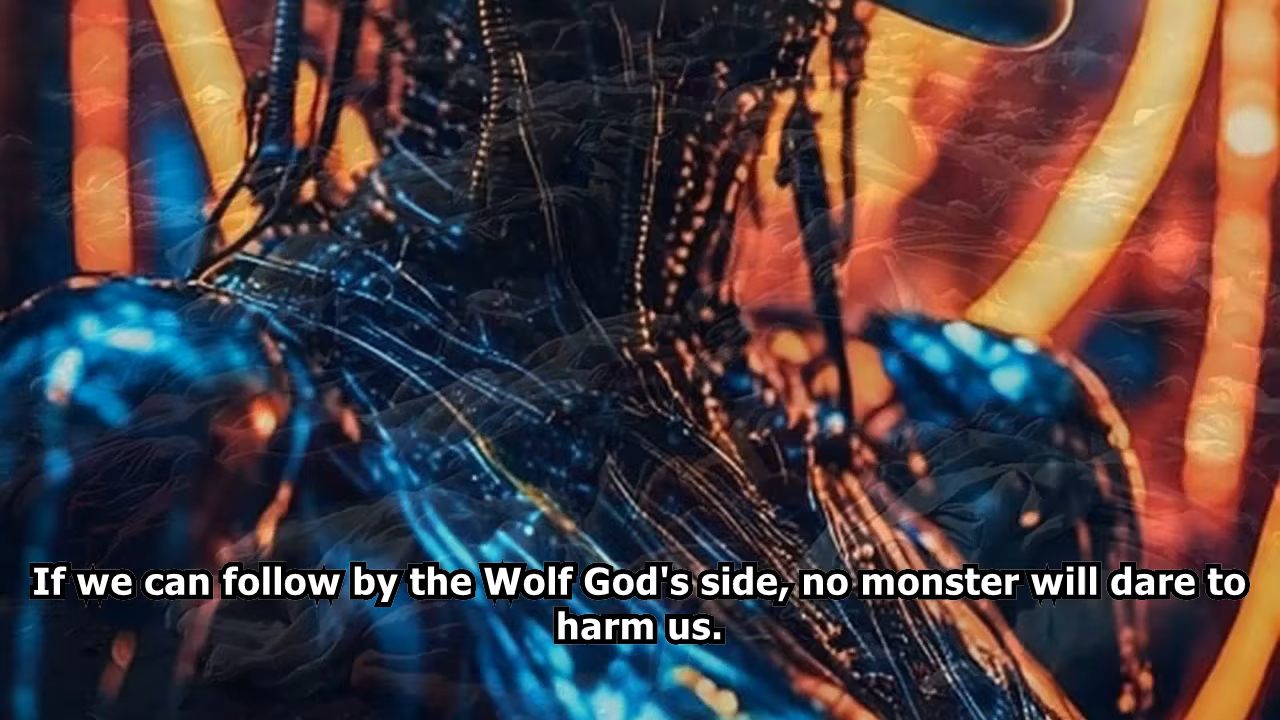 If we can follow by the Wolf God's side, no monster will dare to
harm us.